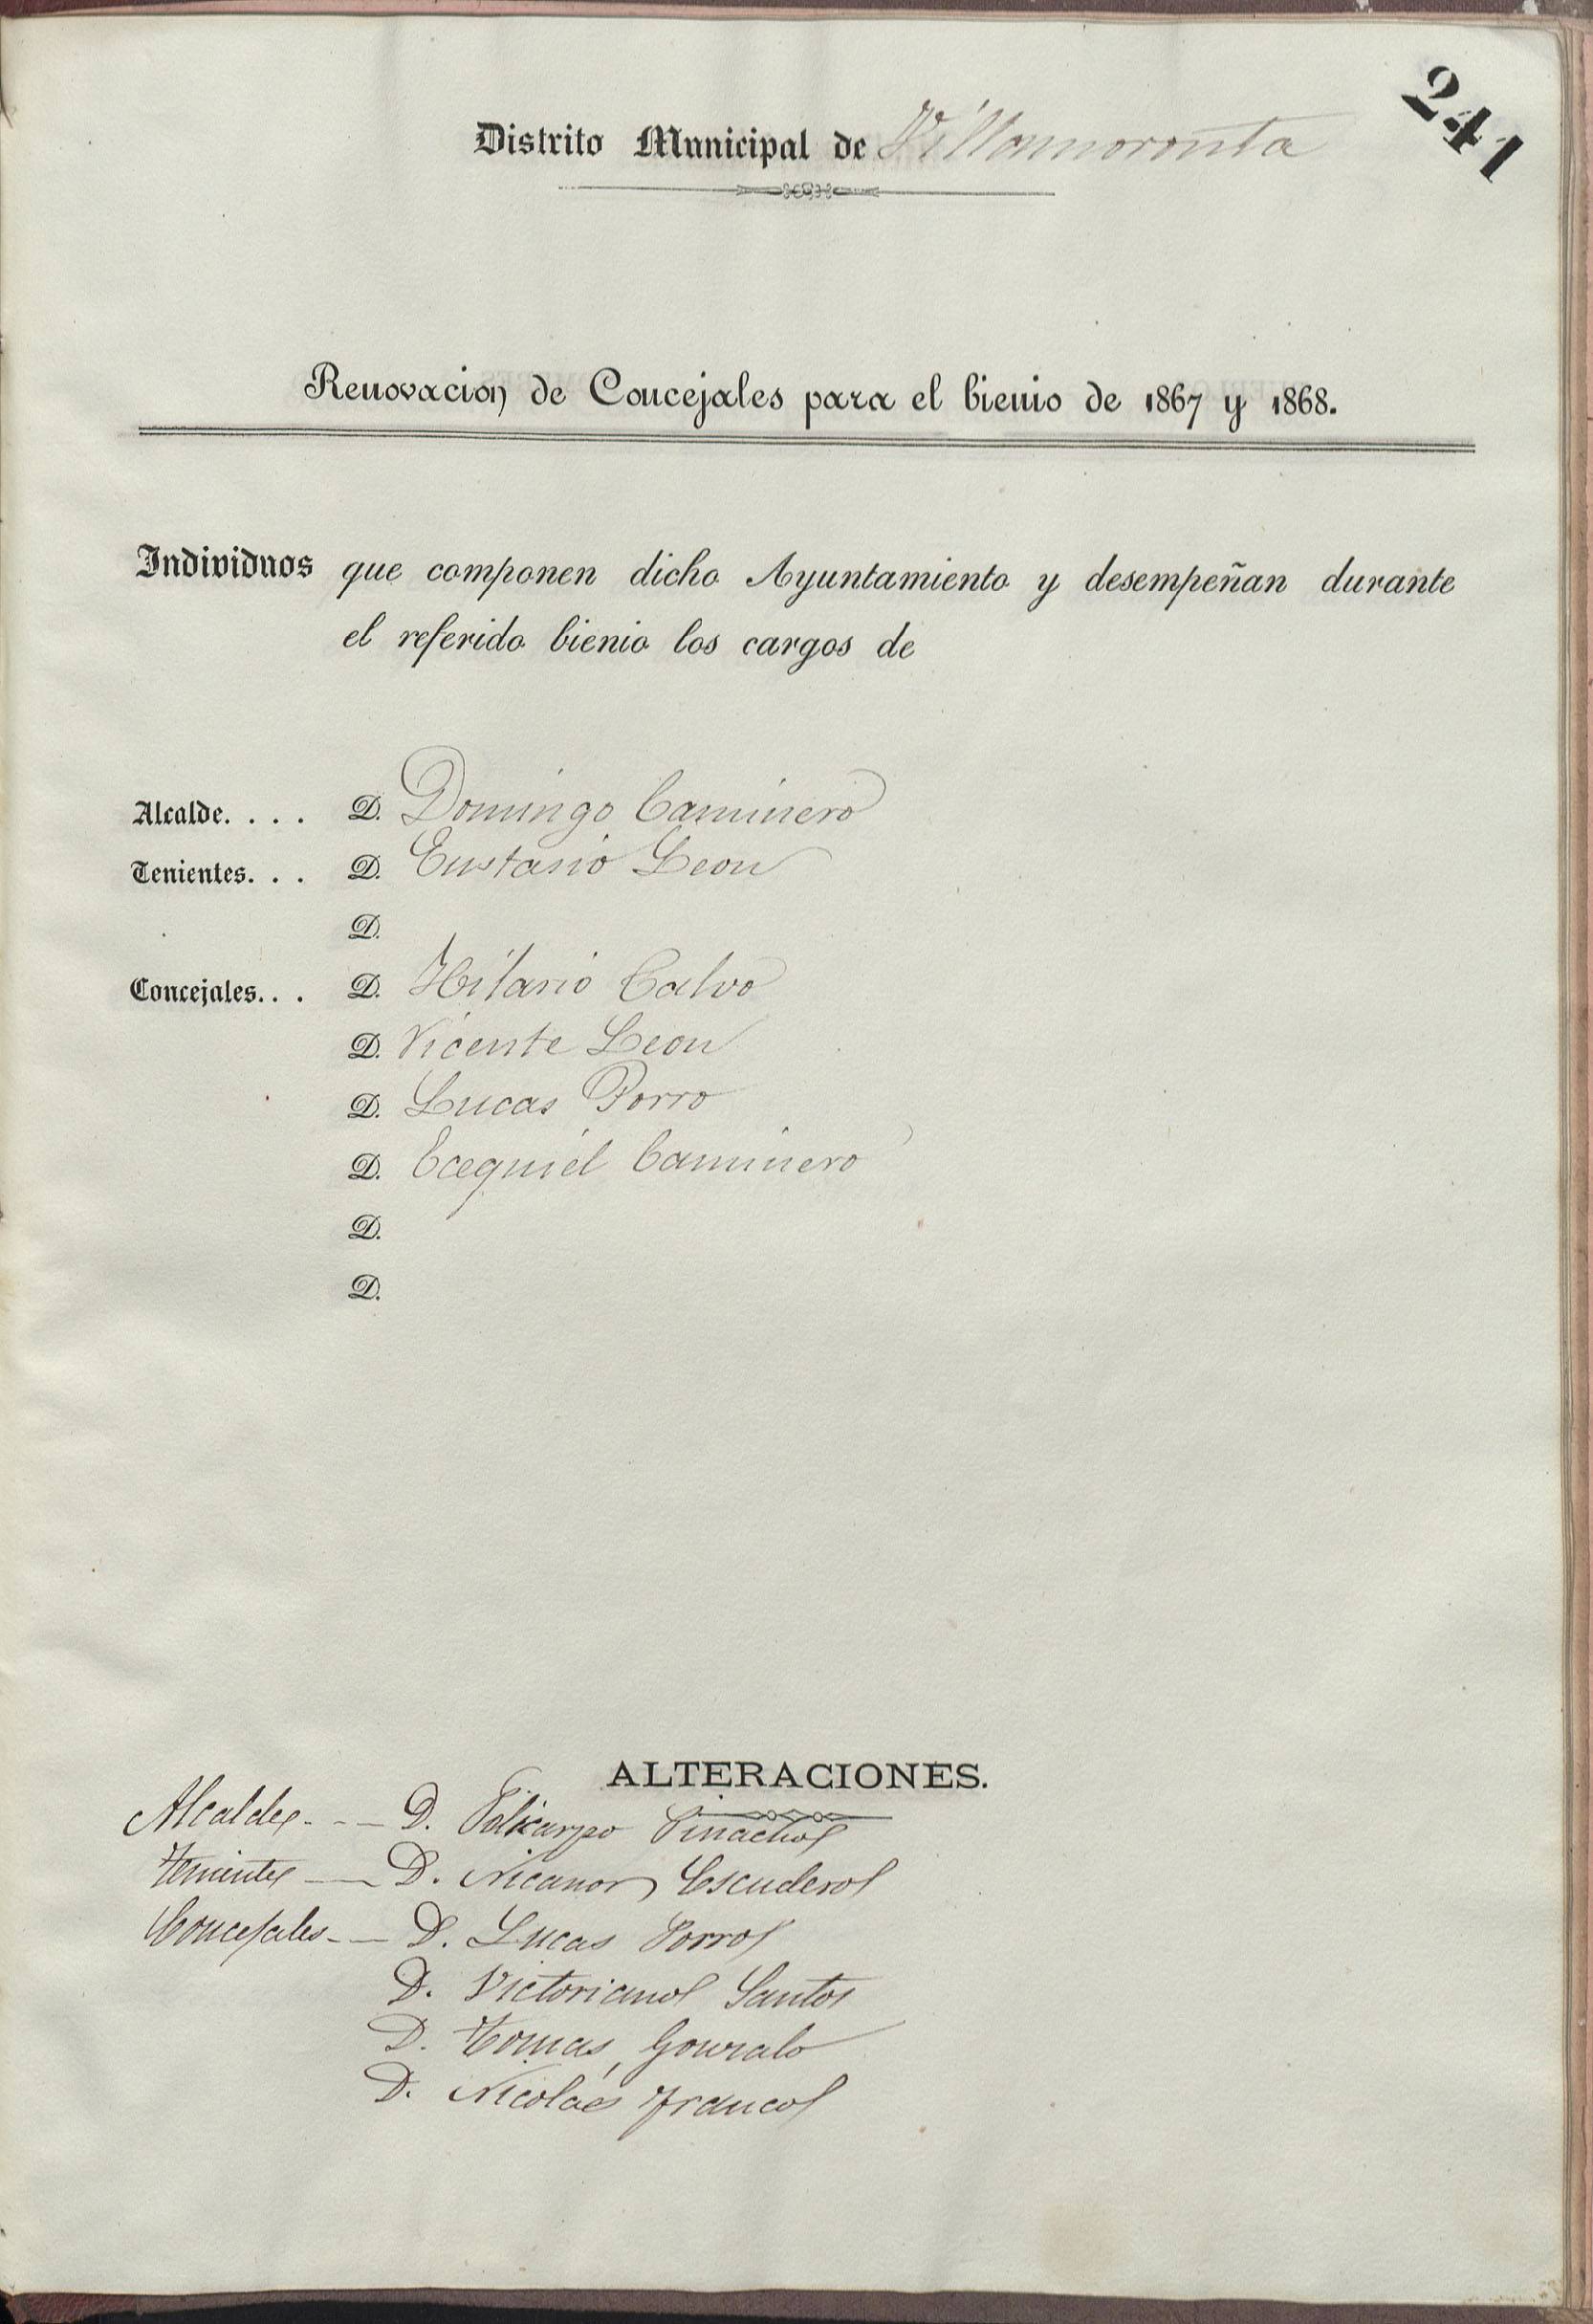 241
Distrito Municipal de Villamoronta
Renovacion de Concejales para el bienio de 1867 y 1868.
Individuos que componen dicho Ayuntamiento y desempeñan durante
el referido bienio los cargos de
Alcalde. . . . D. Domingo Caminero
Tenientes. . . D. Eustasio Leon
D.
Concejales. . . D. Hilario Calvo
D. Vicente Leon
D. Lucas Porro
D. Ecequiel Caminero
D.
D.
ALTERACIONES.
Alcaldes - - - D. Policarpo Pinacho
Tenientes — D. Nicanor Escudero
Concejales - — D. Lucas Porro
D. Victoriano Santos
D. Tomas Gonzalo
D. Nicolas Franco